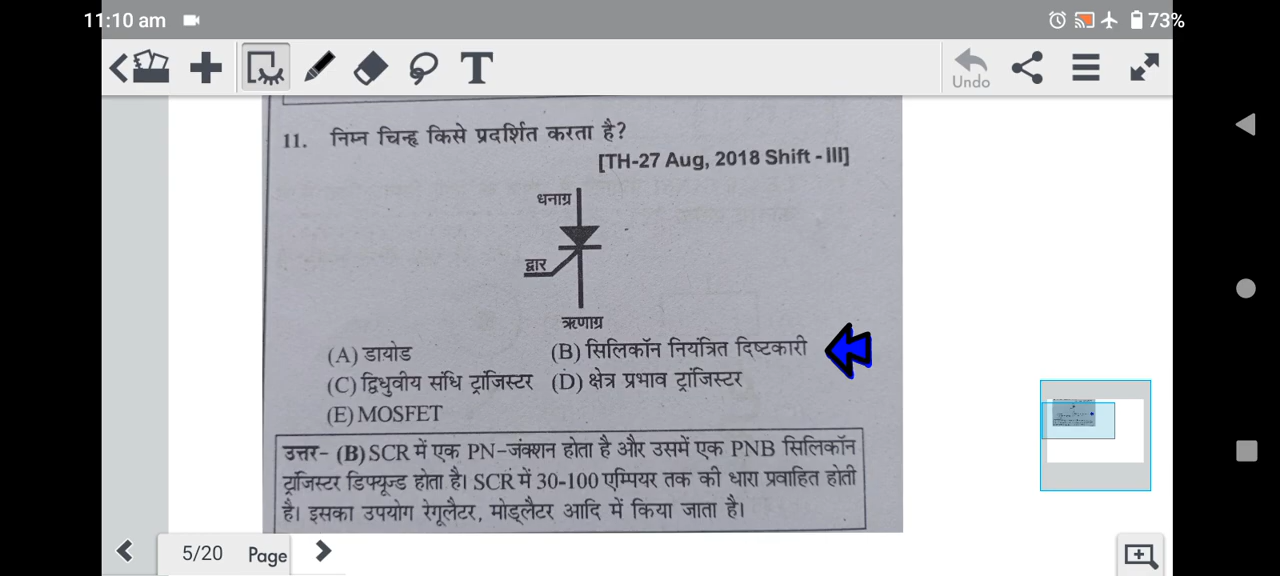 11:10 am
73%
T
Undo
11. निम्न चिन्ह किसे प्रदर्शित करता है?
[TH-27 Aug, 2018 Shift - III]
धनाग्र
द्वार
ऋणाग्र
(A) डायोड (B) सिलिकॉन नियंत्रित दिष्टकारी
(C) द्विधुवीय संधि ट्रांजिस्टर (D) क्षेत्र प्रभाव ट्रांजिस्टर
(E) MOSFET
उत्तर- (B) SCR में एक PN-जंक्शन होता है और उसमें एक PNB सिलिकॉन
ट्रांजिस्टर डिफ्यूज्ड होता है। SCR में 30-100 एम्पियर तक की धारा प्रवाहित होती
है। इसका उपयोग रेगूलैटर, मोड्लैटर आदि में किया जाता है।
5/20 Page